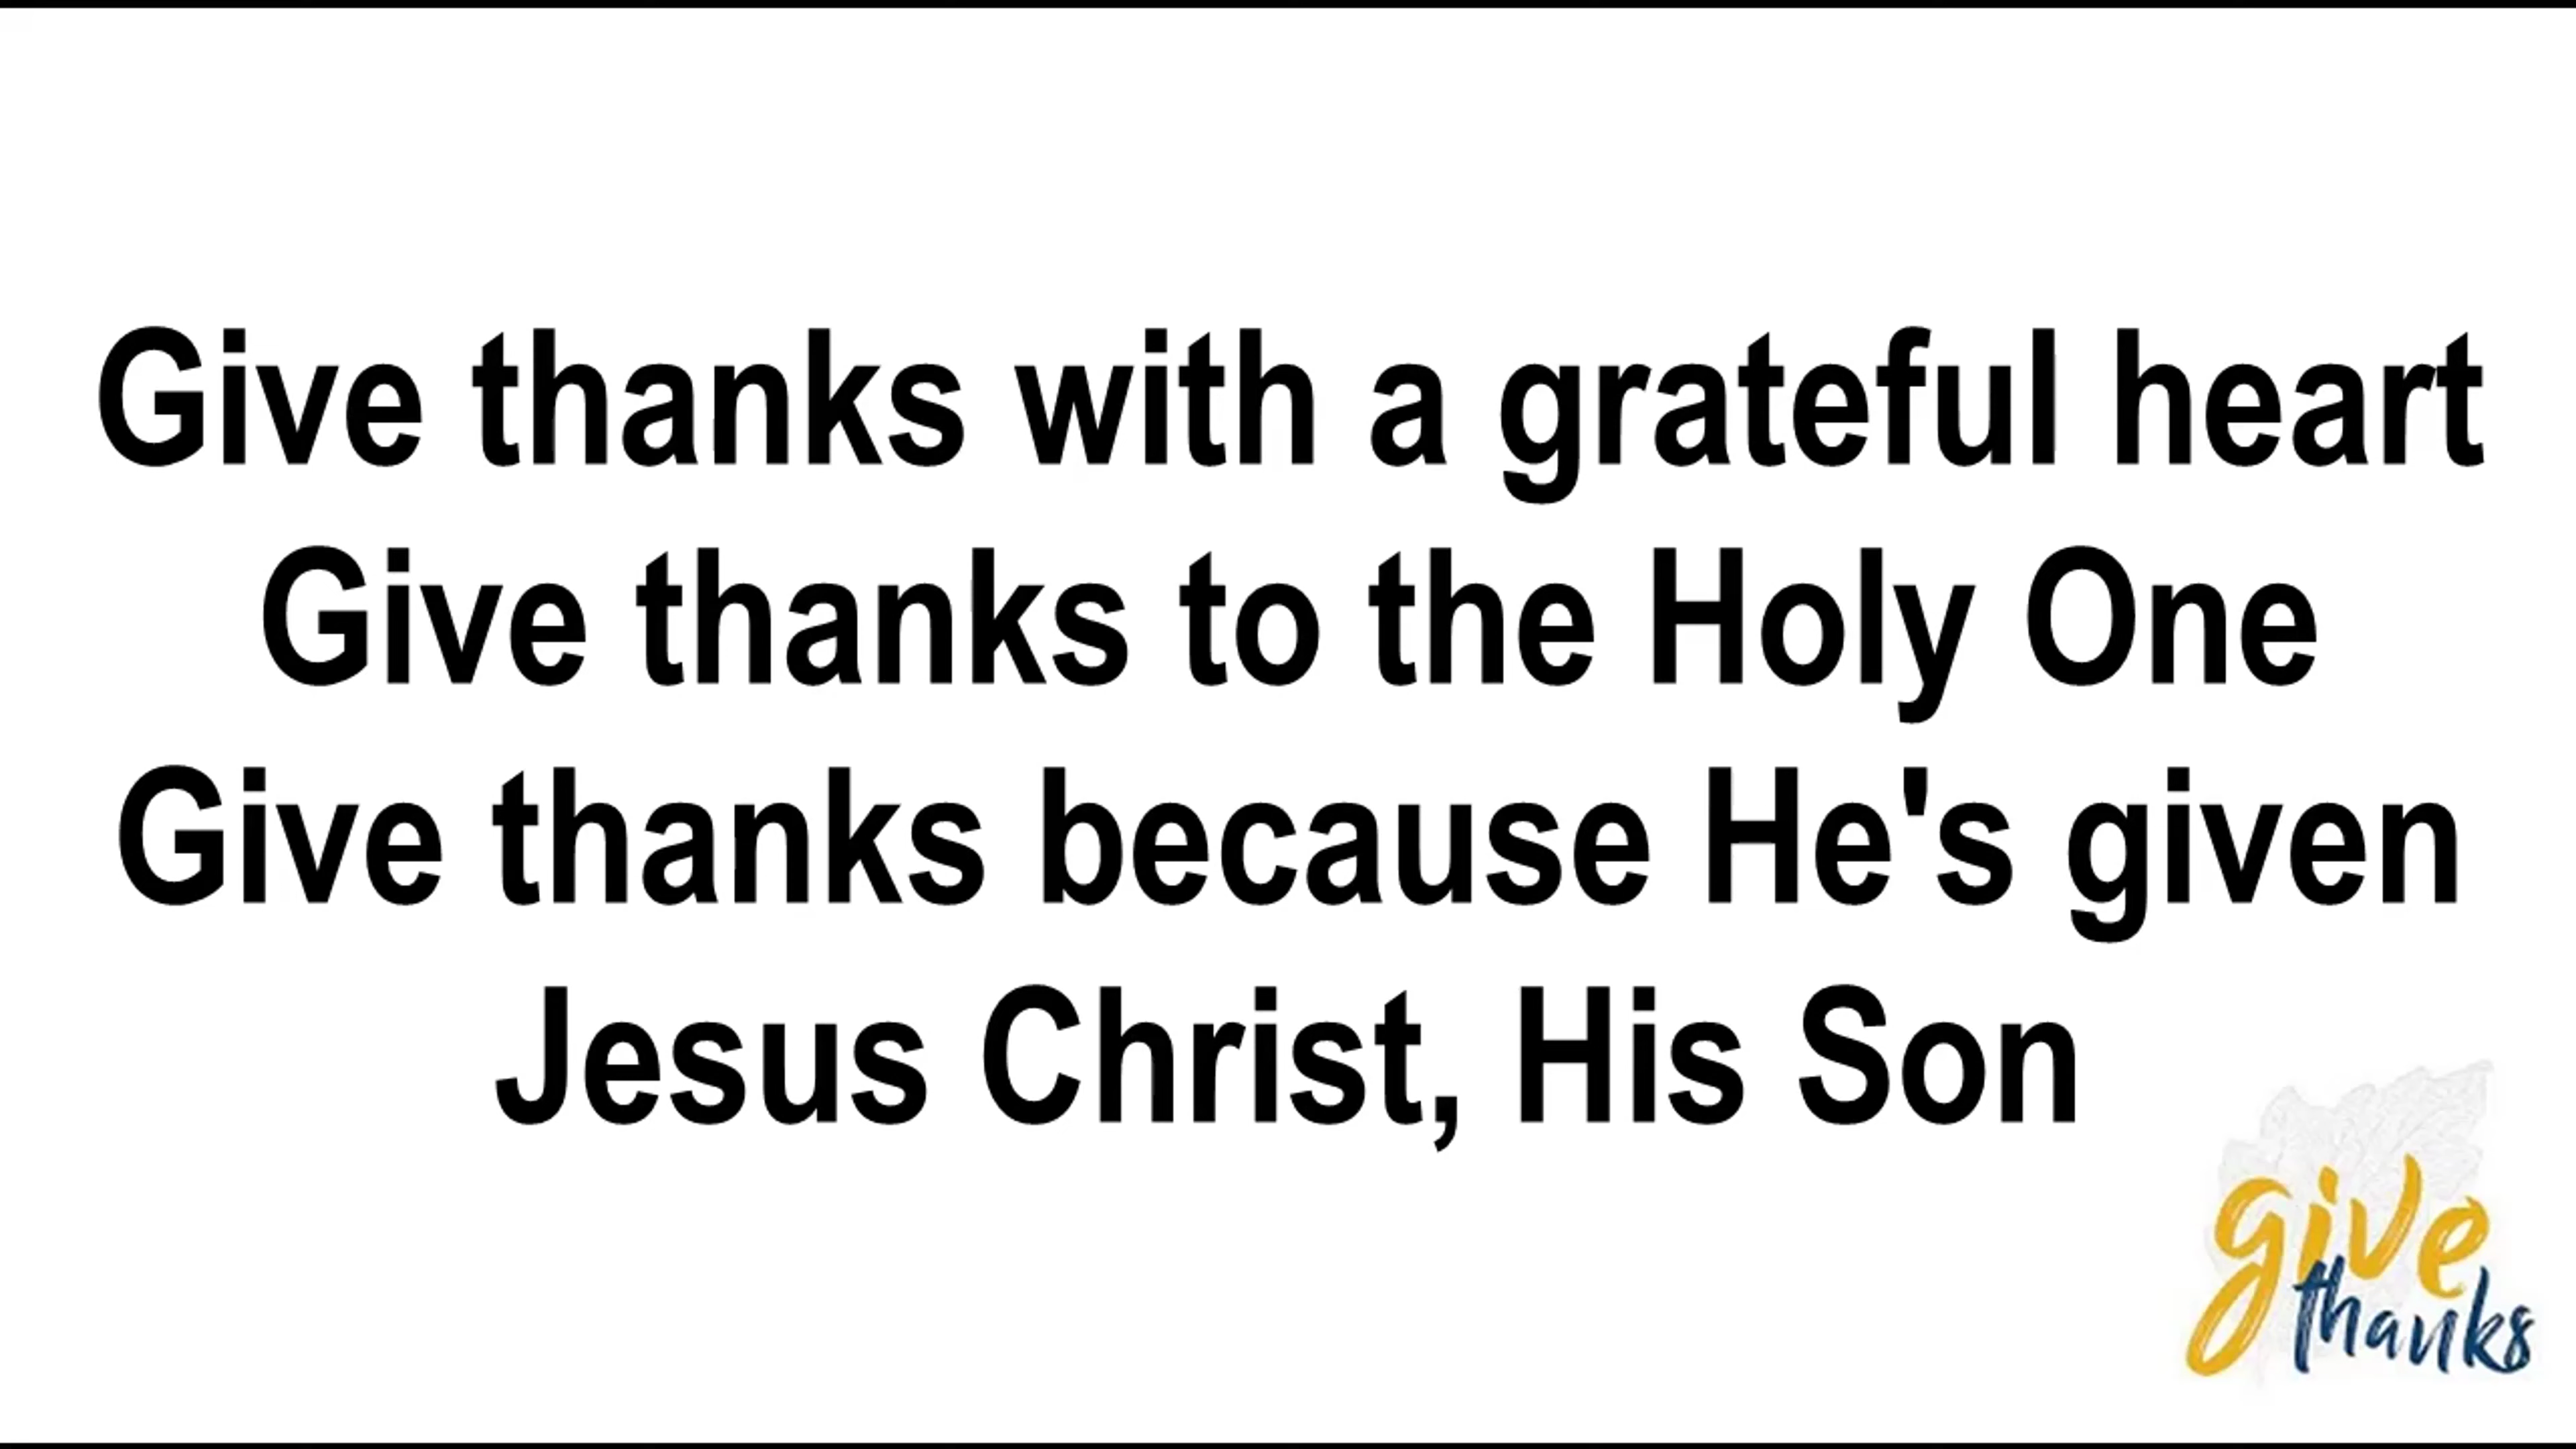 Give thanks with a grateful heart
Give thanks to the Holy One
Give thanks because He's given
Jesus Christ, His Son
give
thanks